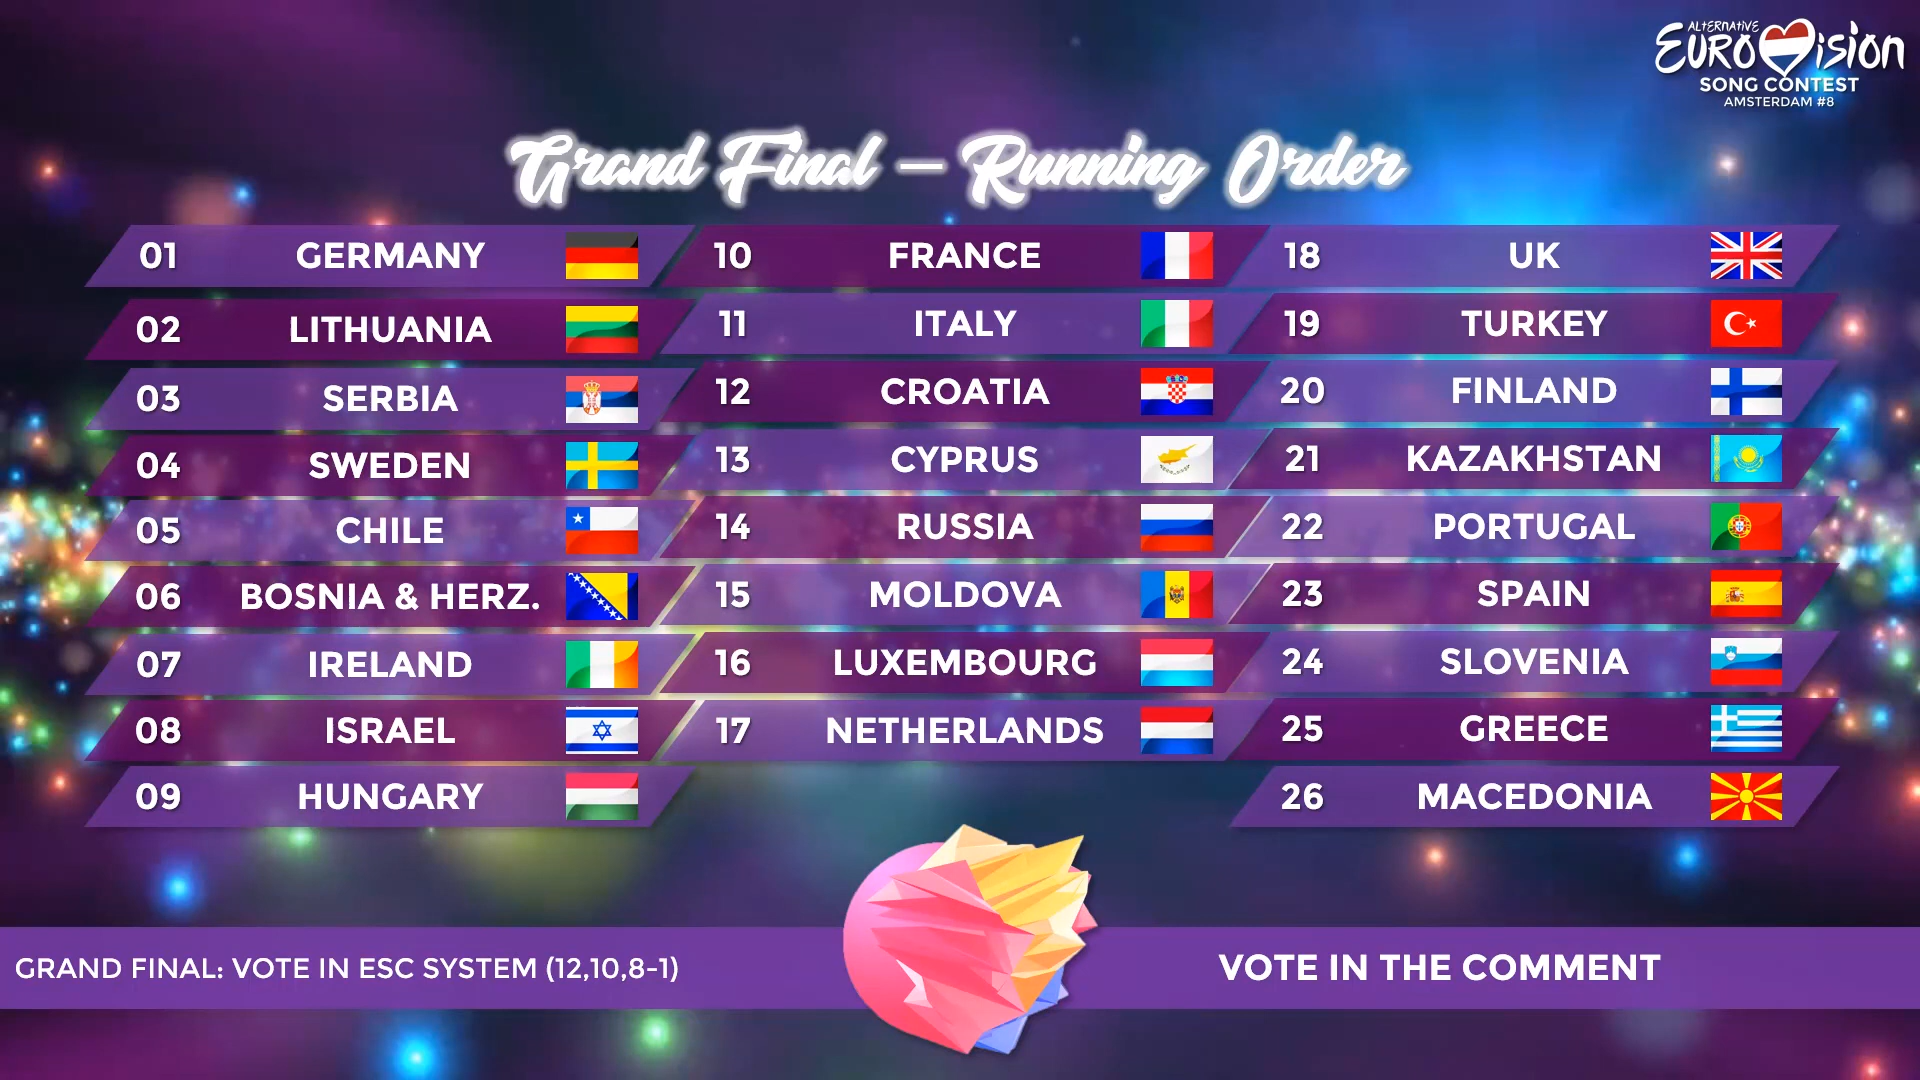 ALTERNATIVE
EUROVISION
SONG CONTEST
AMSTERDAM #8
Grand Final – Running Order
01 GERMANY
02 LITHUANIA
03 SERBIA
04 SWEDEN
05 CHILE
06 BOSNIA & HERZ.
07 IRELAND
08 ISRAEL
09 HUNGARY
10 FRANCE
11 ITALY
12 CROATIA
13 CYPRUS
14 RUSSIA
15 MOLDOVA
16 LUXEMBOURG
17 NETHERLANDS
18 UK
19 TURKEY
20 FINLAND
21 KAZAKHSTAN
22 PORTUGAL
23 SPAIN
24 SLOVENIA
25 GREECE
26 MACEDONIA
GRAND FINAL: VOTE IN ESC SYSTEM (12,10,8-1)
VOTE IN THE COMMENT